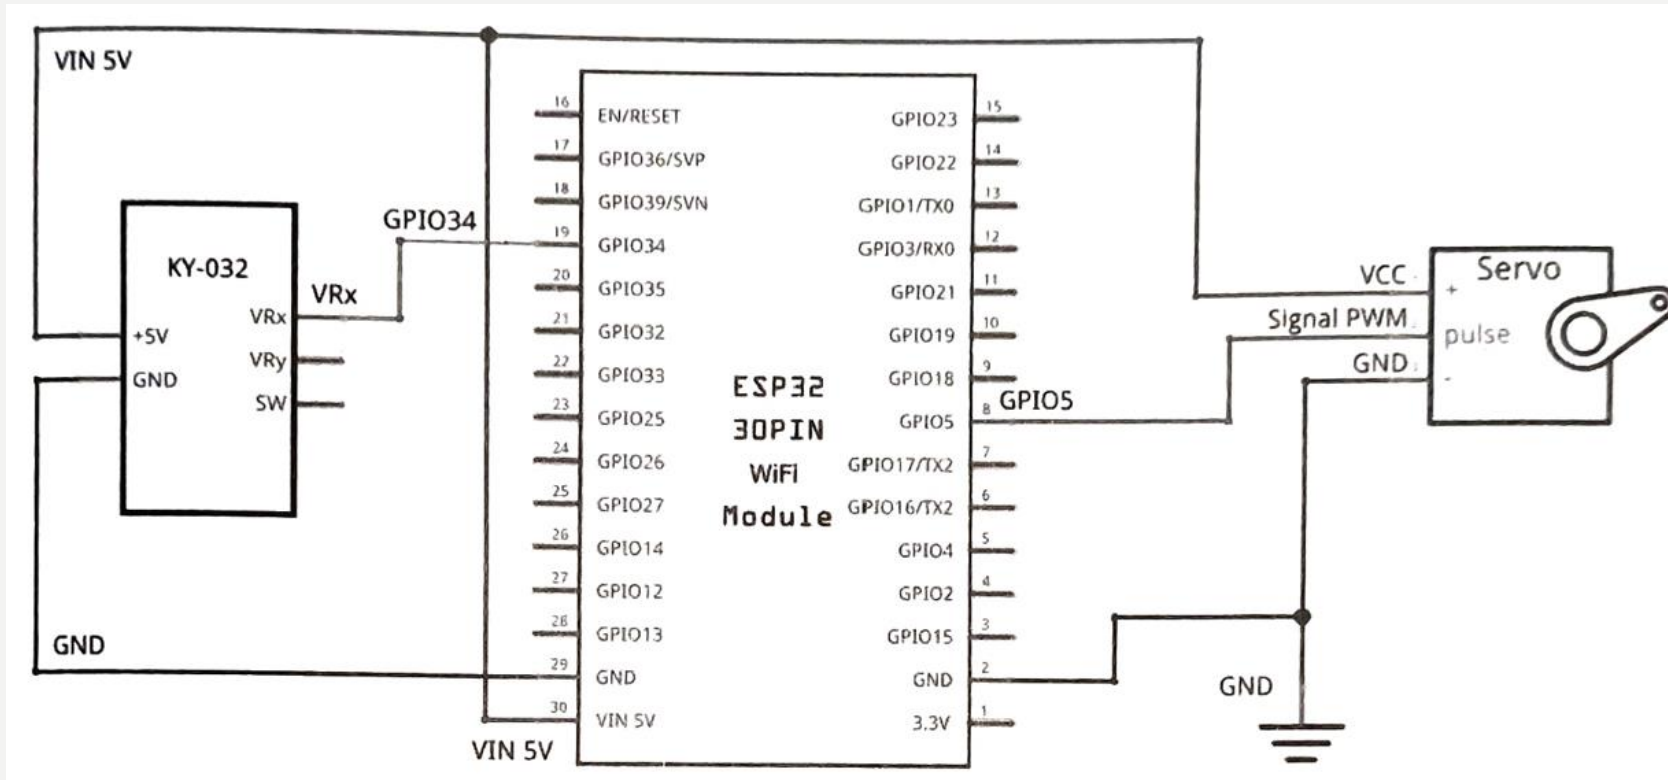 VIN 5V
KY-032
+5V
GND
VRx
VRy
SW
VRx
GPIO34
GND
VIN 5V
16
EN/RESET
17
GPIO36/SVP
18
GPIO39/SVN
19
GPIO34
20
GPIO35
21
GPIO32
22
GPIO33
23
GPIO25
24
GPIO26
25
GPIO27
26
GPIO14
27
GPIO12
28
GPIO13
29
GND
30
VIN 5V
ESP32
30PIN
WiFi
Module
GPIO23
15
GPIO22
14
GPIO1/TX0
13
GPIO3/RX0
12
GPIO21
11
GPIO19
10
GPIO18
9
GPIO5
8
GPIO17/TX2
7
GPIO16/TX2
6
GPIO4
5
GPIO2
4
GPIO15
3
GND
2
3.3V
1
GPIO5
VCC
Signal PWM
GND
Servo
+
pulse
-
GND